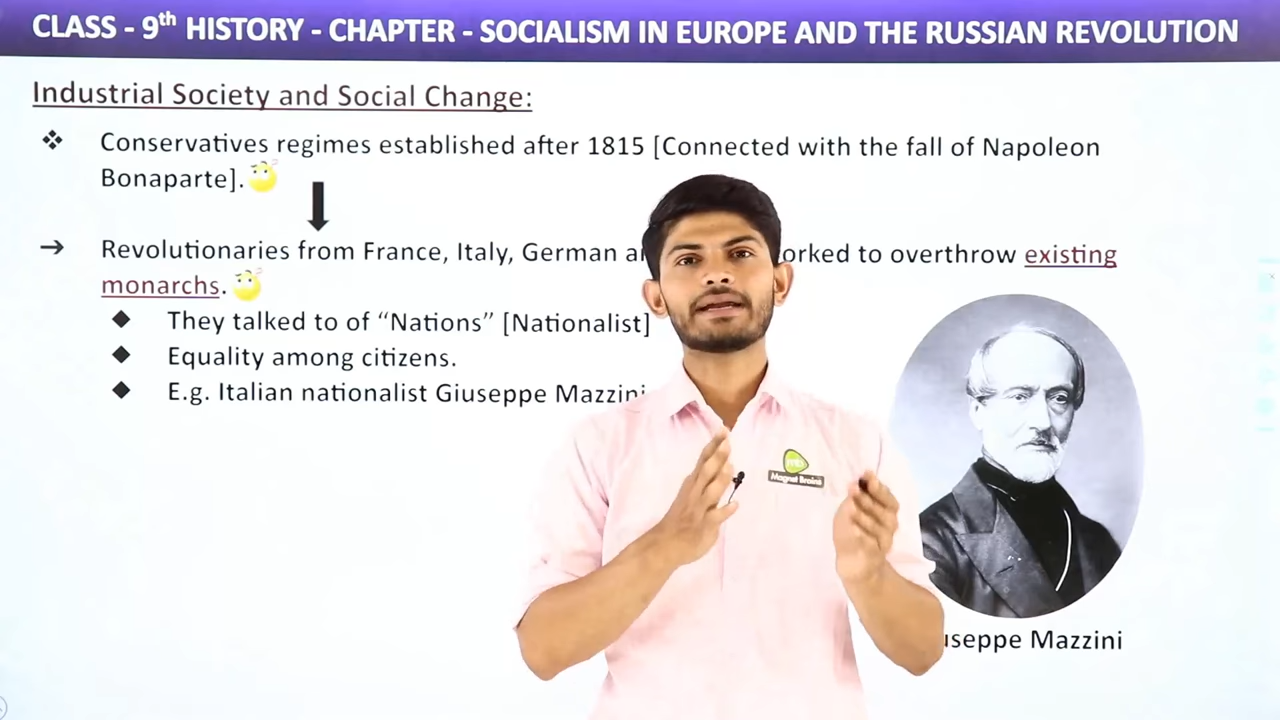 CLASS - 9th HISTORY - CHAPTER - SOCIALISM IN EUROPE AND THE RUSSIAN REVOLUTION
Industrial Society and Social Change:
❖ Conservatives regimes established after 1815 [Connected with the fall of Napoleon
Bonaparte].
→ Revolutionaries from France, Italy, German to overthrow existing
monarchs.
◆ They talked to of “Nations” [Nationalist]
◆ Equality among citizens.
◆ E.g. Italian nationalist Giuseppe Mazzini
Magnet Brains
Mazzini